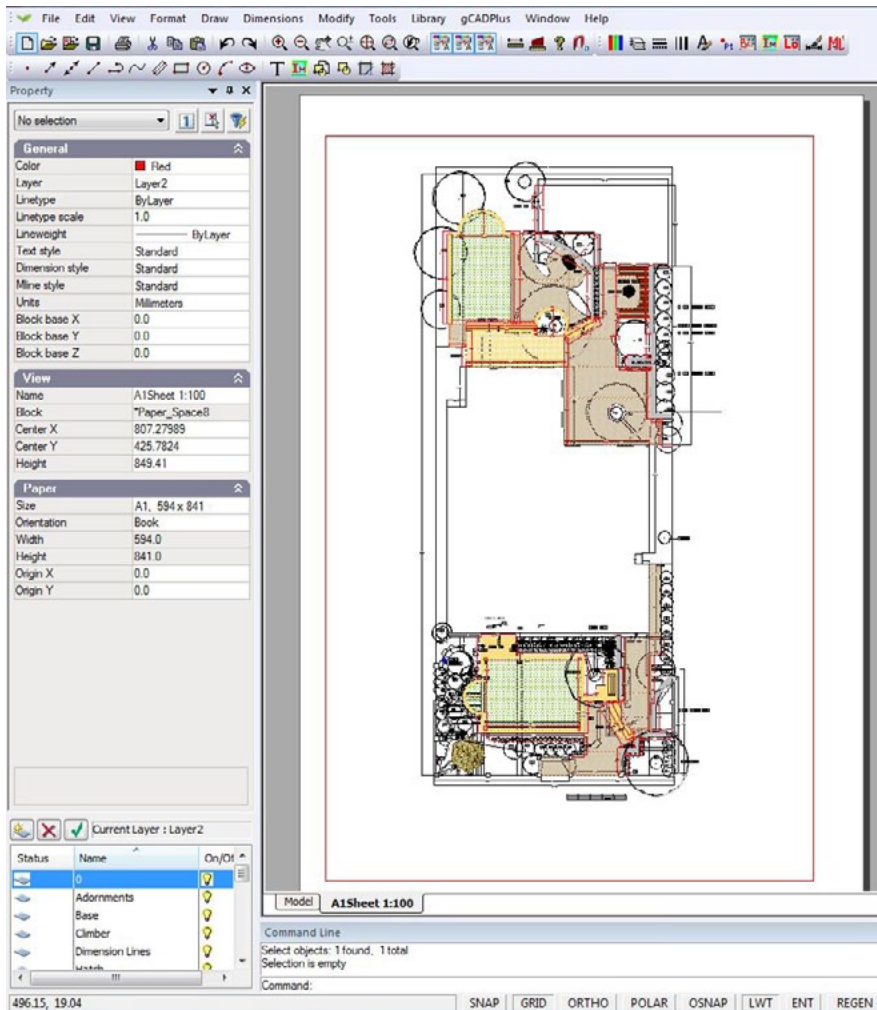 File Edit View Format Draw Dimensions Modify Tools Library gCADPlus Window Help
Property
No selection
General
Color Red
Layer Layer2
Linetype ByLayer
Linetype scale 1.0
Lineweight ByLayer
Text style Standard
Dimension style Standard
Mline style Standard
Units Millimeters
Block base X 0.0
Block base Y 0.0
Block base Z 0.0
View
Name A1Sheet 1:100
Block *Paper_Space8
Center X 807.27989
Center Y 425.7824
Height 849.41
Paper
Size A1, 594 x 841
Orientation Book
Width 594.0
Height 841.0
Origin X 0.0
Origin Y 0.0
Current Layer : Layer2
Status Name On/Of
0
Adornments
Base
Climber
Dimension Lines
Hatch
Model A1Sheet 1:100
Command Line
Select objects: 1 found, 1 total
Selection is empty
Command:
496.15, 19.04 SNAP GRID ORTHO POLAR OSNAP LWT ENT REGEN